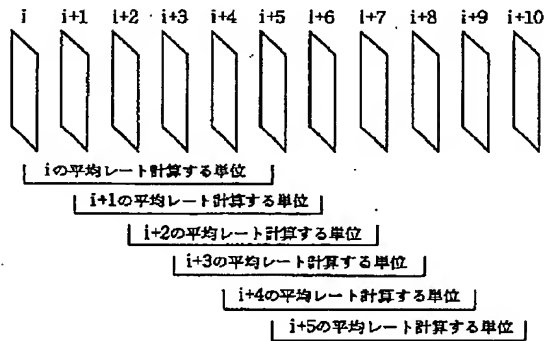 i i+1 i+2 i+3 i+4 i+5 i+6 i+7 i+8 i+9 i+10
iの平均レート計算する単位
i+1の平均レート計算する単位
i+2の平均レート計算する単位
i+3の平均レート計算する単位
i+4の平均レート計算する単位
i+5の平均レート計算する単位